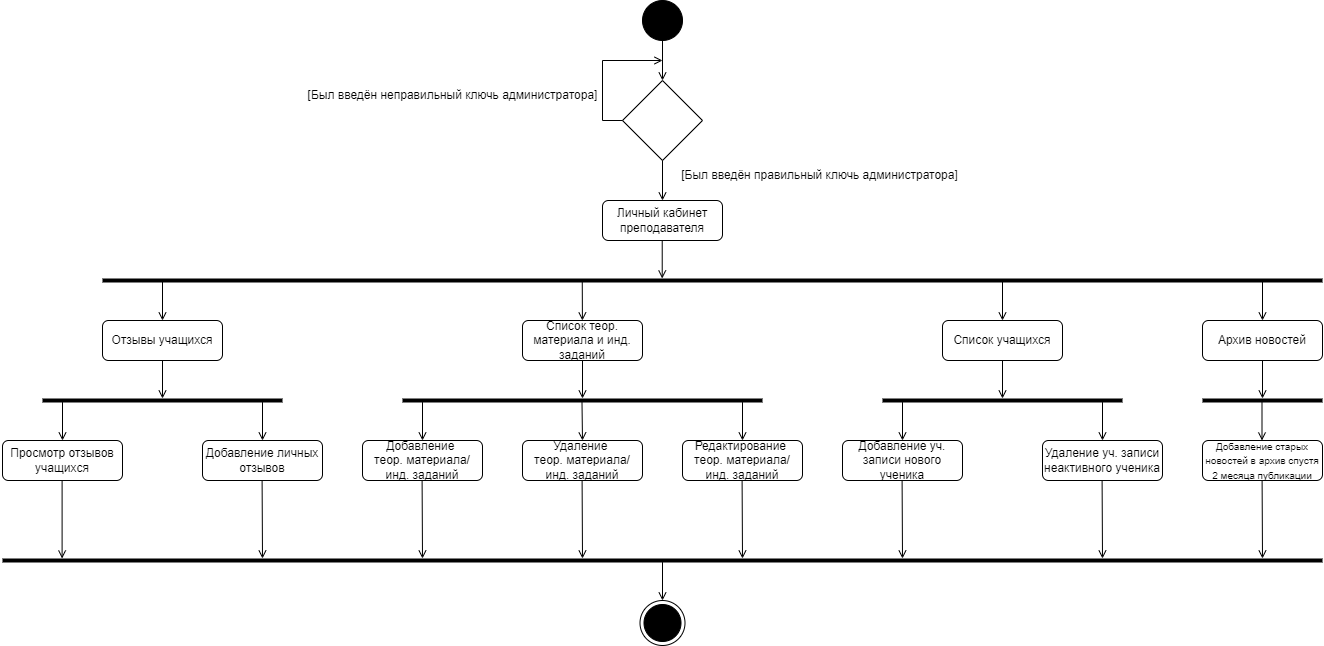 [Был введён неправильный ключь администратора]
[Был введён правильный ключь администратора]
Личный кабинет
преподавателя
Отзывы учащихся
Список теор.
материала и инд.
заданий
Список учащихся
Архив новостей
Просмотр отзывов
учащихся
Добавление личных
отзывов
Добавление
теор. материала/
инд. заданий
Удаление
теор. материала/
инд. заданий
Редактирование
теор. материала/
инд. заданий
Добавление уч.
записи нового
ученика
Удаление уч. записи
неактивного ученика
Добавление старых
новостей в архив спустя
2 месяца публикации